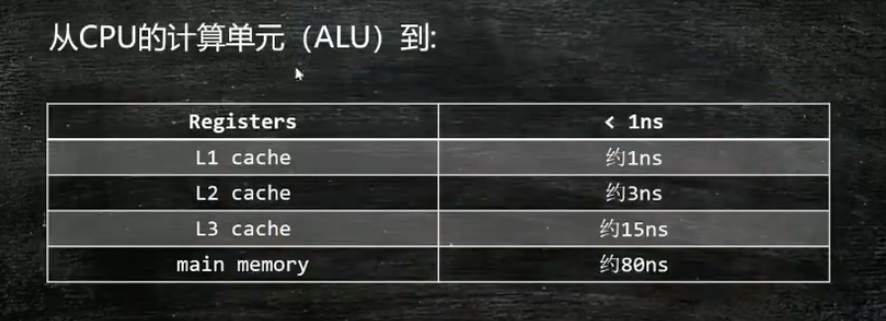 从CPU的计算单元（ALU）到:
Registers < 1ns
L1 cache 约1ns
L2 cache 约3ns
L3 cache 约15ns
main memory 约80ns